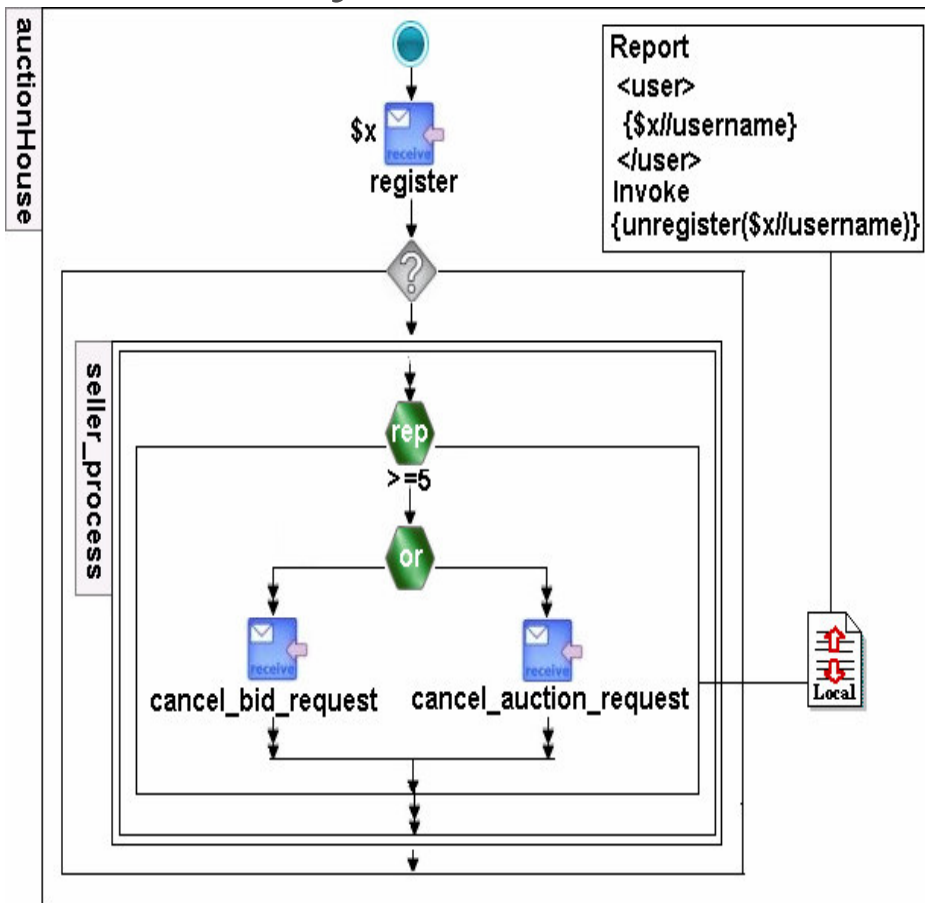 auctionHouse
Report
<user>
{$x//username}
</user>
Invoke
{unregister($x//username)}
$x
receive
register
?
seller_process
rep
>=5
or
receive
cancel_bid_request
receive
cancel_auction_request
Local